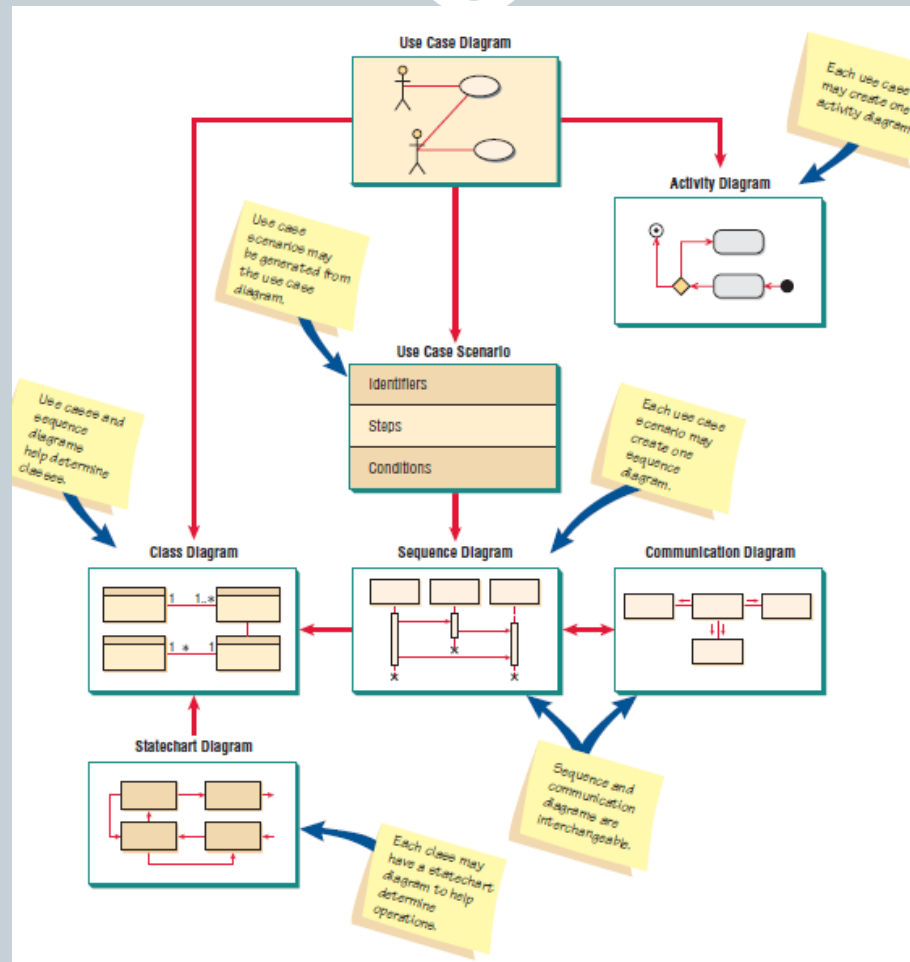 Use Case Diagram
Each use case
may create one
activity diagram.
Activity Diagram
Use case
scenarios may
be generated from
the use case
diagram.
Use Case Scenario
Identifiers
Steps
Conditions
Use cases and
sequence
diagrams
help determine
classes.
Each use case
scenario may
create one
sequence
diagram.
Class Diagram
Sequence Diagram
Communication Diagram
1 1..*
1 * 1
Statechart Diagram
Sequence and
communication
diagrams are
interchangeable.
Each class may
have a statechart
diagram to help
determine
operations.